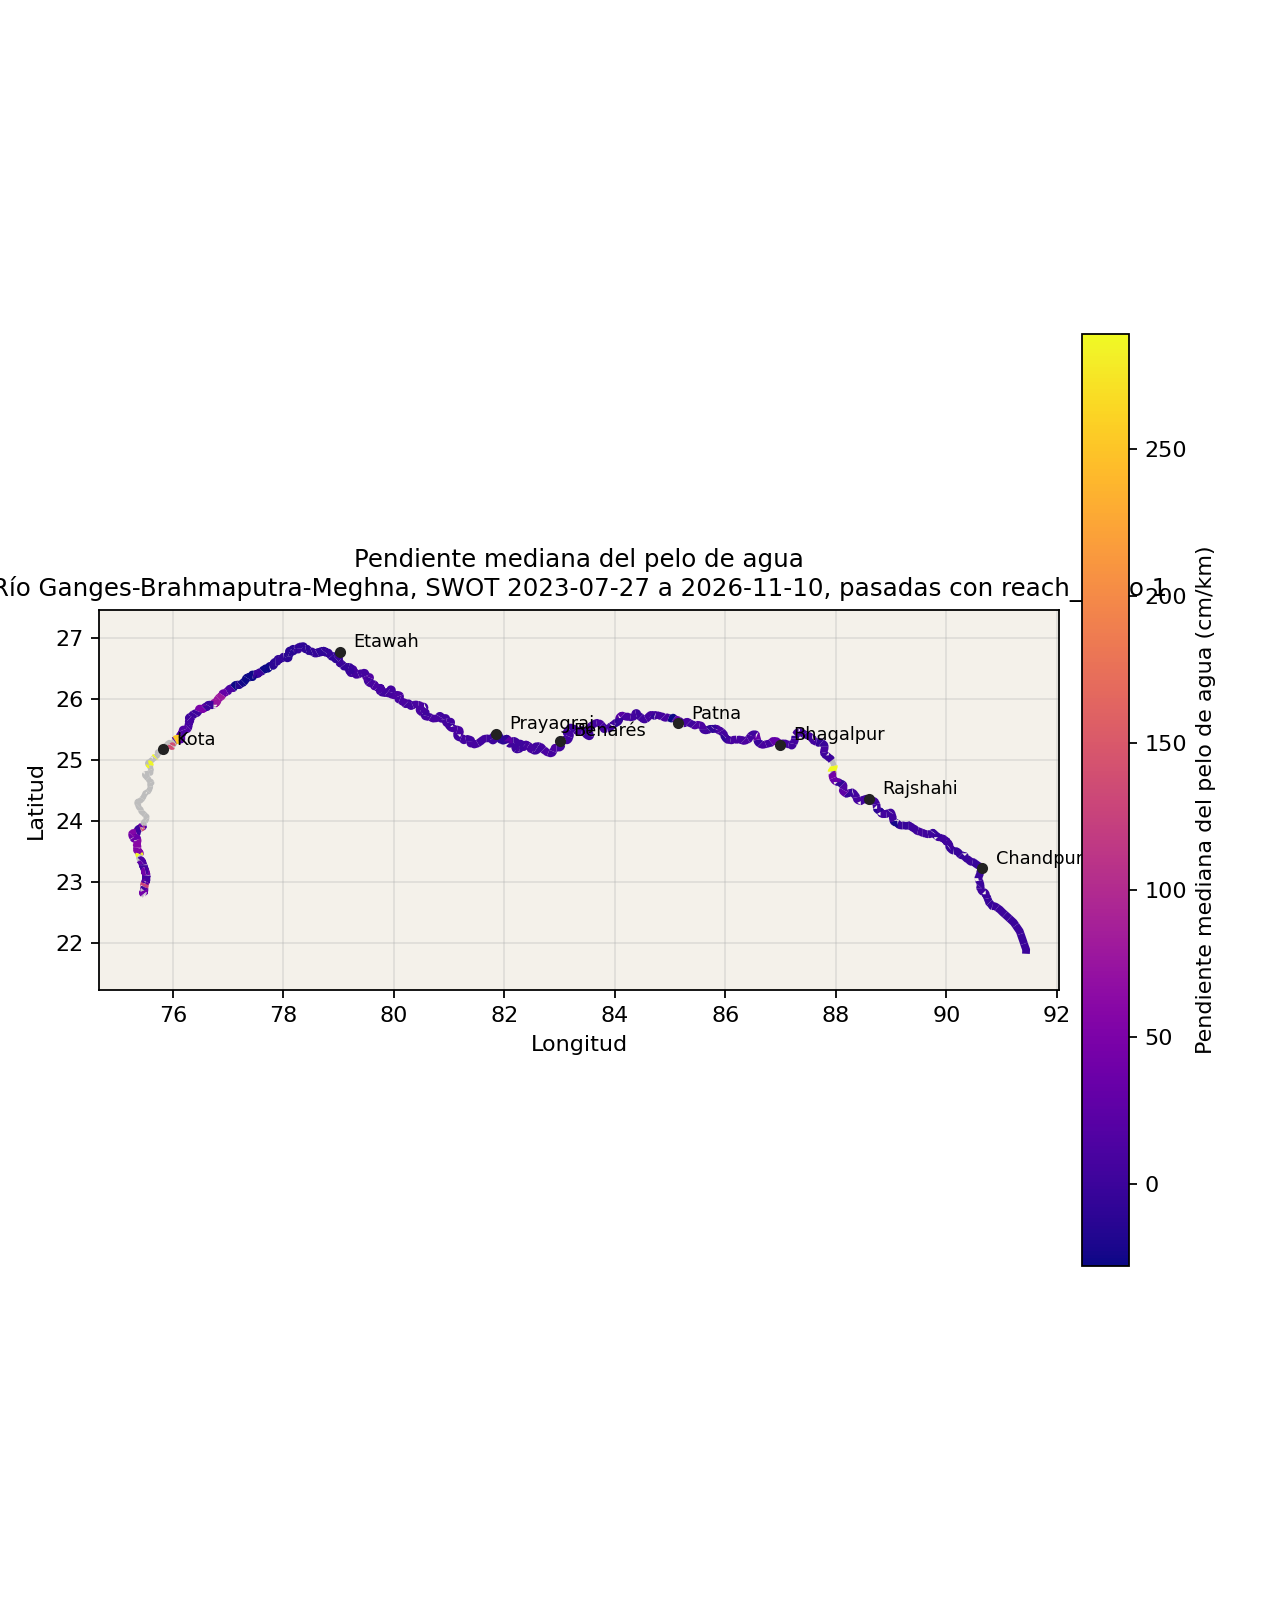 Pendiente mediana del pelo de agua
Río Ganges-Brahmaputra-Meghna, SWOT 2023-07-27 a 2026-11-10, pasadas con reach_ o 1
27
26
25
24
23
22
Latitud
Etawah
Kota
Prayagraj
Benarés
Patna
Bhagalpur
Rajshahi
Chandpur
76
78
80
82
84
86
88
90
92
Longitud
250
200
150
100
50
0
Pendiente mediana del pelo de agua (cm/km)